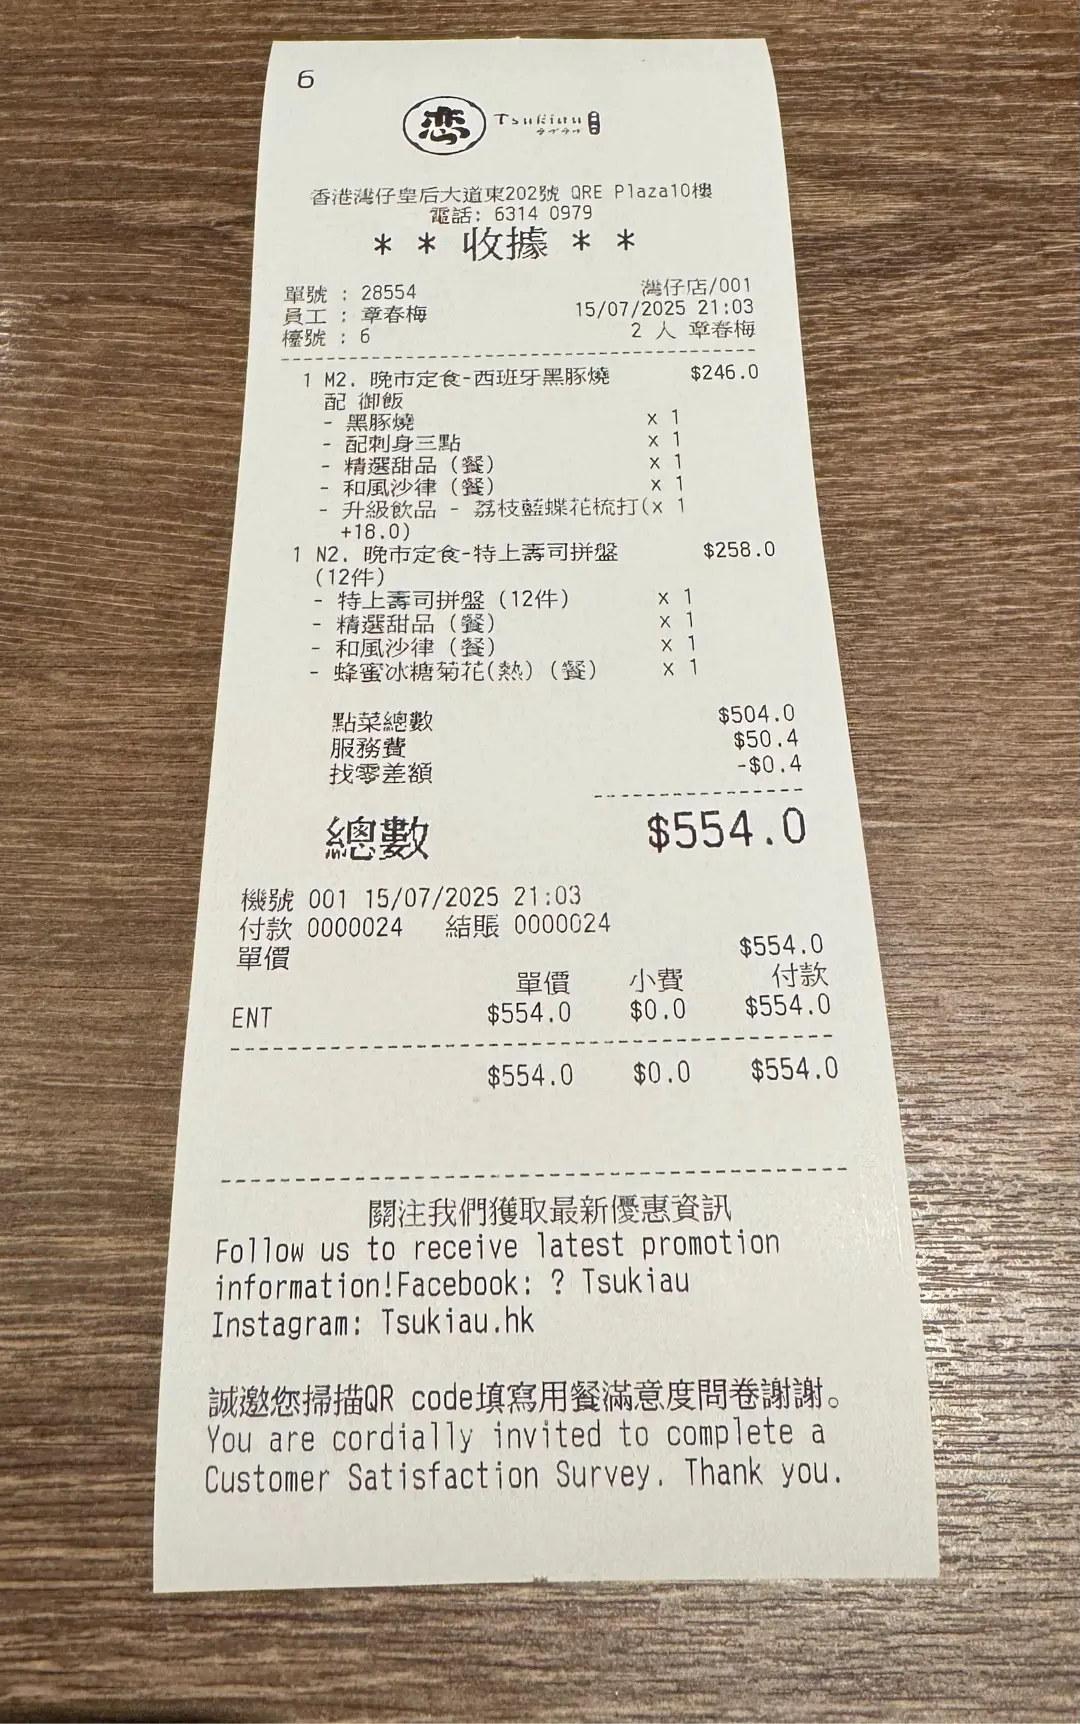 6
恋 Tsukiau
香港灣仔皇后大道東202號 QRE Plaza10樓
電話: 6314 0979
* * 收據 * *
單號 : 28554 灣仔店/001
員工 : 章春梅 15/07/2025 21:03
檯號 : 6 2 人 章春梅
1 M2. 晚市定食-西班牙黑豚燒 $246.0
配 御飯
- 黑豚燒 x 1
- 配刺身三點 x 1
- 精選甜品 (餐) x 1
- 和風沙律 (餐) x 1
- 升級飲品 - 荔枝藍蝶花梳打(x 1
+18.0)
1 N2. 晚市定食-特上壽司拼盤 $258.0
(12件)
- 特上壽司拼盤 (12件) x 1
- 精選甜品 (餐) x 1
- 和風沙律 (餐) x 1
- 蜂蜜冰糖菊花(熱) (餐) x 1
點菜總數 $504.0
服務費 $50.4
找零差額 -$0.4
總數 $554.0
機號 001 15/07/2025 21:03
付款 0000024 結賬 0000024
單價 $554.0
單價 小費 付款
ENT $554.0 $0.0 $554.0
$554.0 $0.0 $554.0
關注我們獲取最新優惠資訊
Follow us to receive latest promotion
information!Facebook: ? Tsukiau
Instagram: Tsukiau.hk
誠邀您掃描QR code填寫用餐滿意度問卷謝謝。
You are cordially invited to complete a
Customer Satisfaction Survey. Thank you.